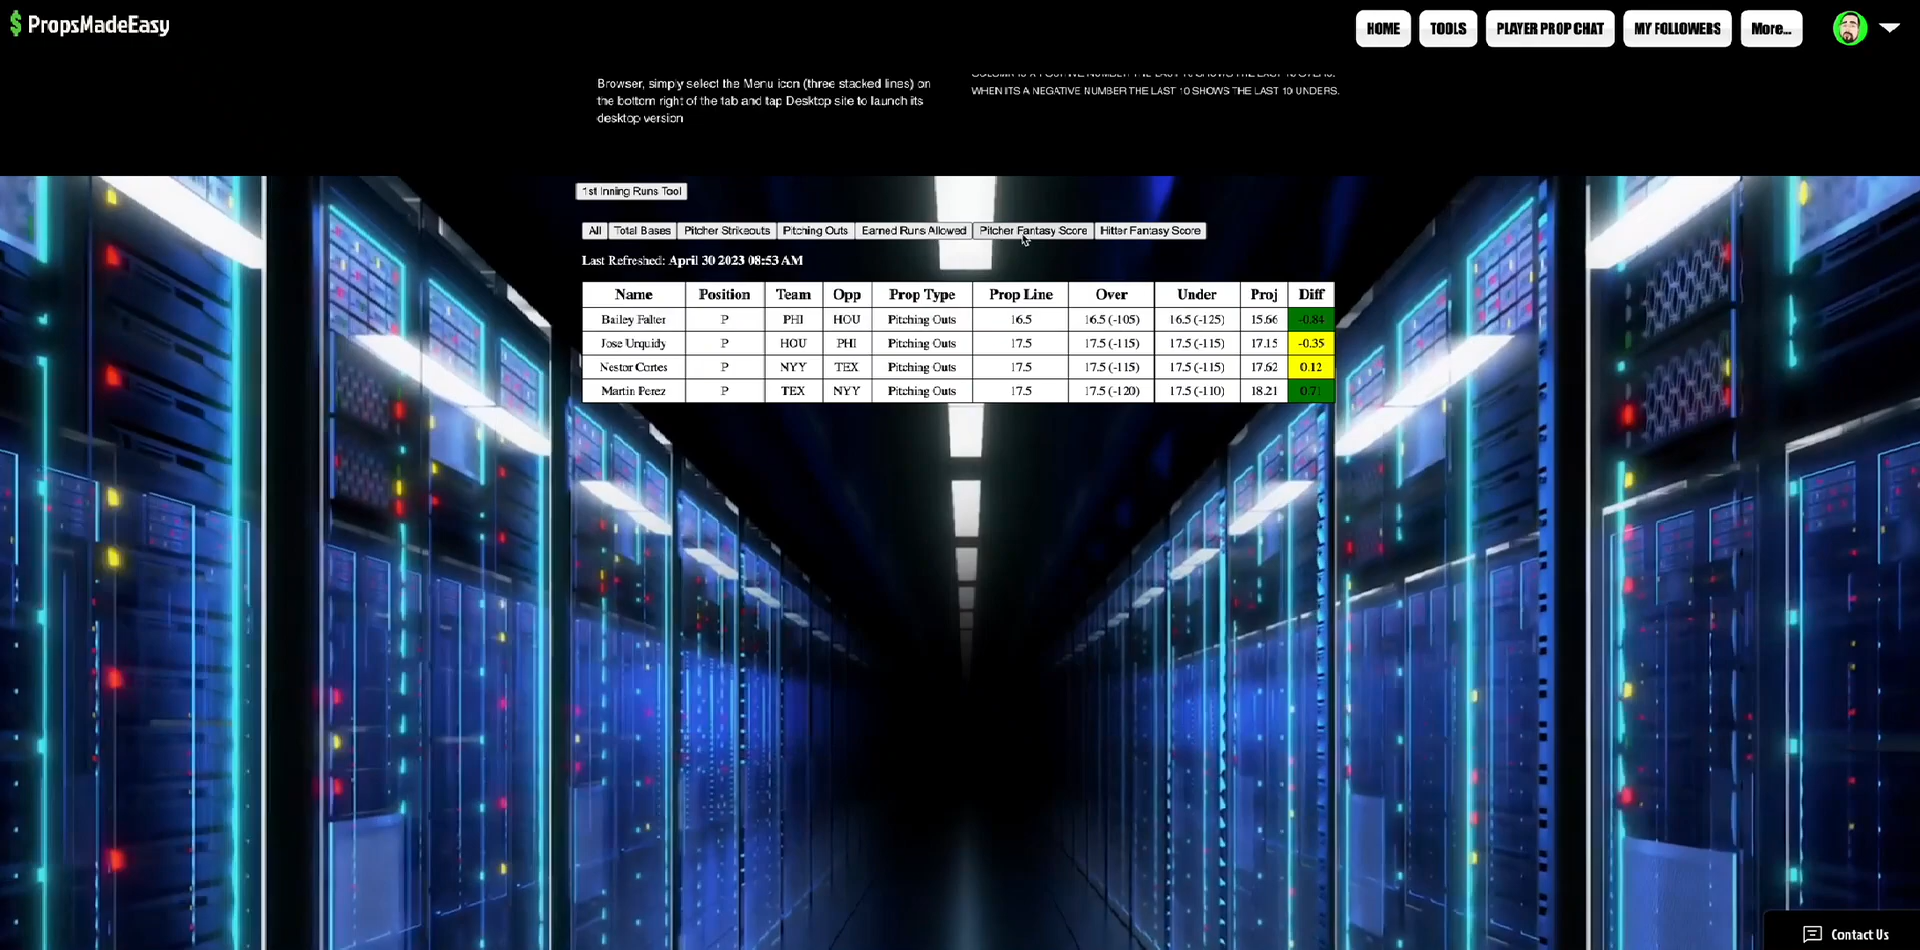 $ PropsMadeEasy
HOME
TOOLS
PLAYER PROP CHAT
MY FOLLOWERS
More...
Browser, simply select the Menu icon (three stacked lines) on
the bottom right of the tab and tap Desktop site to launch its
desktop version
WHEN ITS A NEGATIVE NUMBER THE LAST 10 SHOWS THE LAST 10 UNDERS.
1st Inning Runs Tool
All Total Bases Pitcher Strikeouts Pitching Outs Earned Runs Allowed Pitcher Fantasy Score Hitter Fantasy Score
Last Refreshed: April 30 2023 08:53 AM
Name Position Team Opp Prop Type Prop Line Over Under Proj Diff
Bailey Falter P PHI HOU Pitching Outs 16.5 16.5 (-105) 16.5 (-125) 15.66 -0.84
Jose Urquidy P HOU PHI Pitching Outs 17.5 17.5 (-115) 17.5 (-115) 17.15 -0.35
Nestor Cortes P NYY TEX Pitching Outs 17.5 17.5 (-115) 17.5 (-115) 17.62 0.12
Martin Perez P TEX NYY Pitching Outs 17.5 17.5 (-120) 17.5 (-110) 18.21 0.71
Contact Us